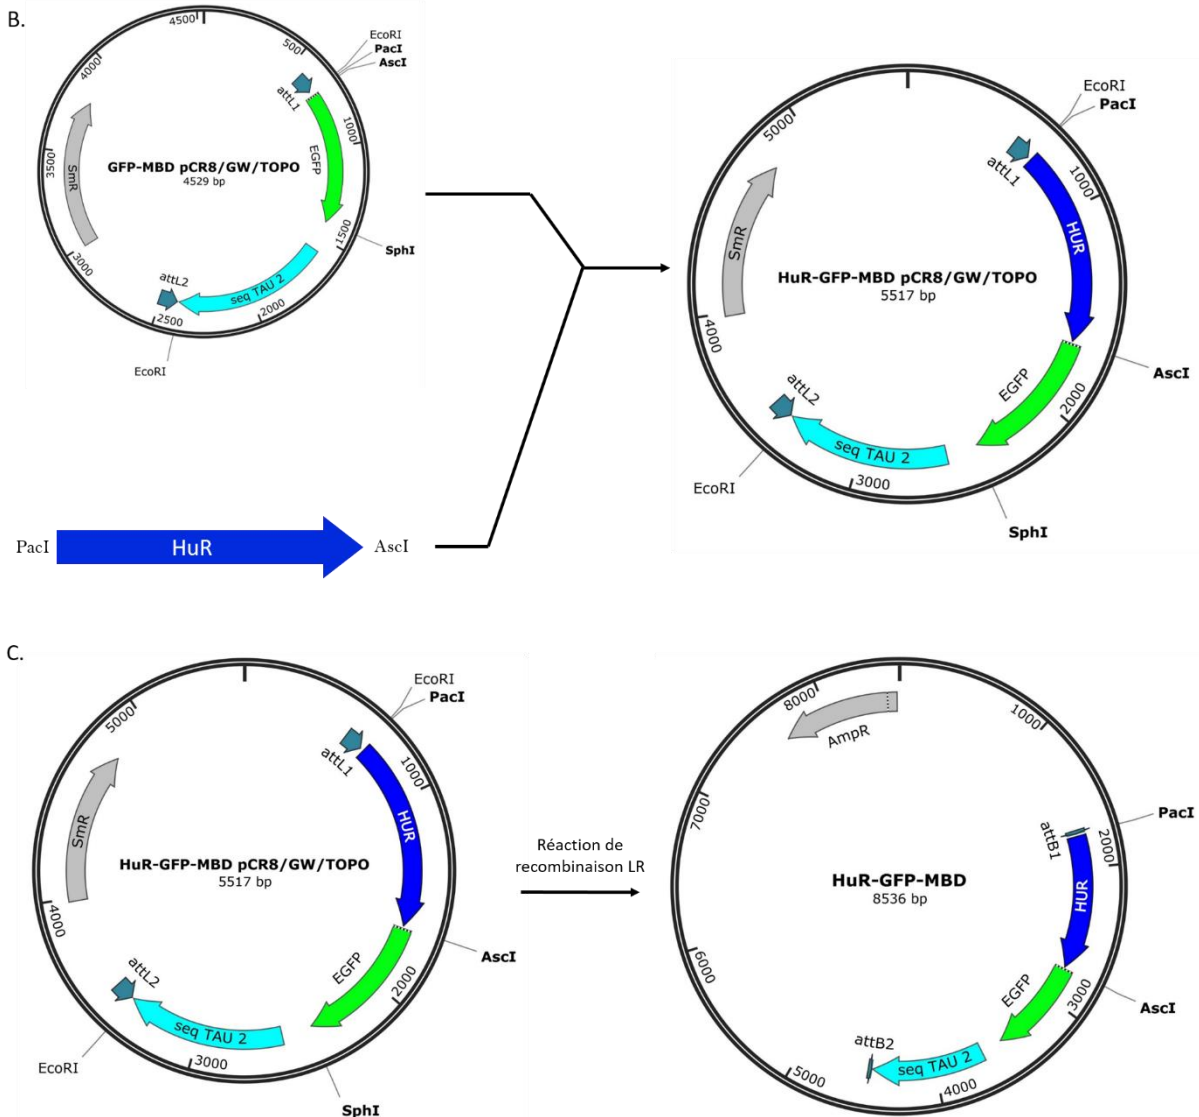 B.
4500
500
EcoRI
PacI
AscI
4000
attL1
1000
EGFP
3500
SmR
GFP-MBD pCR8/GW/TOPO
4529 bp
1500
SphI
3000
attL2
seq TAU 2
2500
2000
EcoRI
PacI
HuR
AscI
EcoRI
PacI
5000
attL1
1000
HUR
SmR
HuR-GFP-MBD pCR8/GW/TOPO
5517 bp
4000
AscI
EGFP
2000
attL2
seq TAU 2
3000
EcoRI
SphI
C.
EcoRI
PacI
5000
attL1
1000
HUR
SmR
HuR-GFP-MBD pCR8/GW/TOPO
5517 bp
4000
AscI
EGFP
2000
attL2
seq TAU 2
3000
EcoRI
SphI
Réaction de
recombinaison LR
8000
AmpR
1000
7000
PacI
attB1
2000
HUR
HuR-GFP-MBD
8536 bp
6000
AscI
EGFP
3000
attB2
seq TAU 2
5000
4000